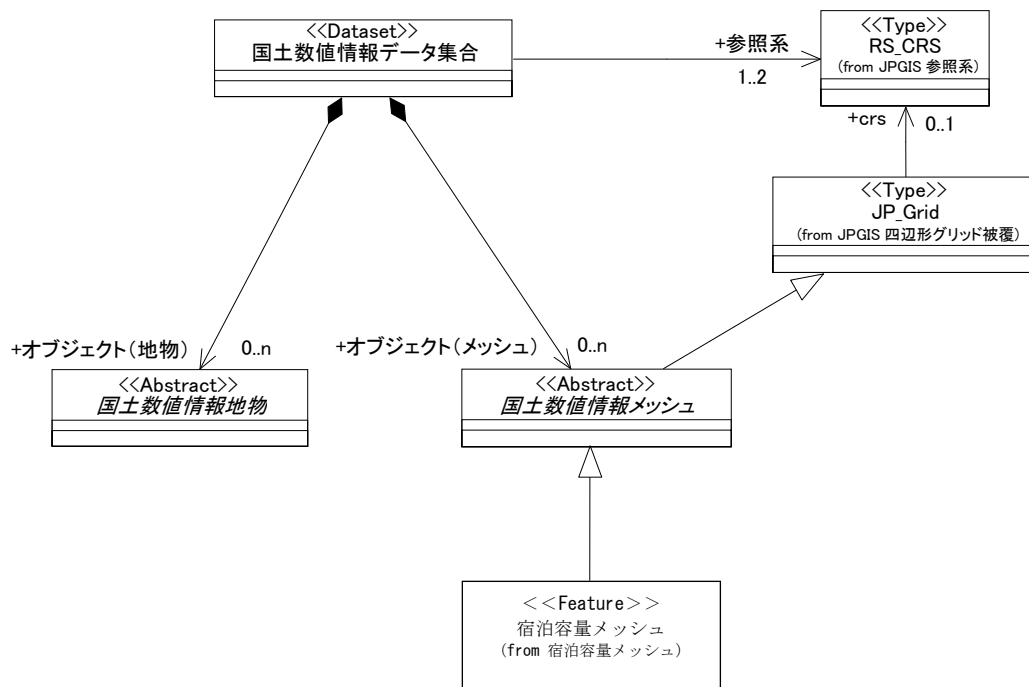 <<Dataset>>
国土数値情報データ集合
+参照系
1..2
<<Type>>
RS_CRS
(from JPGIS 参照系)
+crs
0..1
<<Type>>
JP_Grid
(from JPGIS 四辺形グリッド被覆)
+オブジェクト(地物)
0..n
+オブジェクト(メッシュ)
0..n
<<Abstract>>
国土数値情報地物
<<Abstract>>
国土数値情報メッシュ
<<Feature>>
宿泊容量メッシュ
(from 宿泊容量メッシュ)